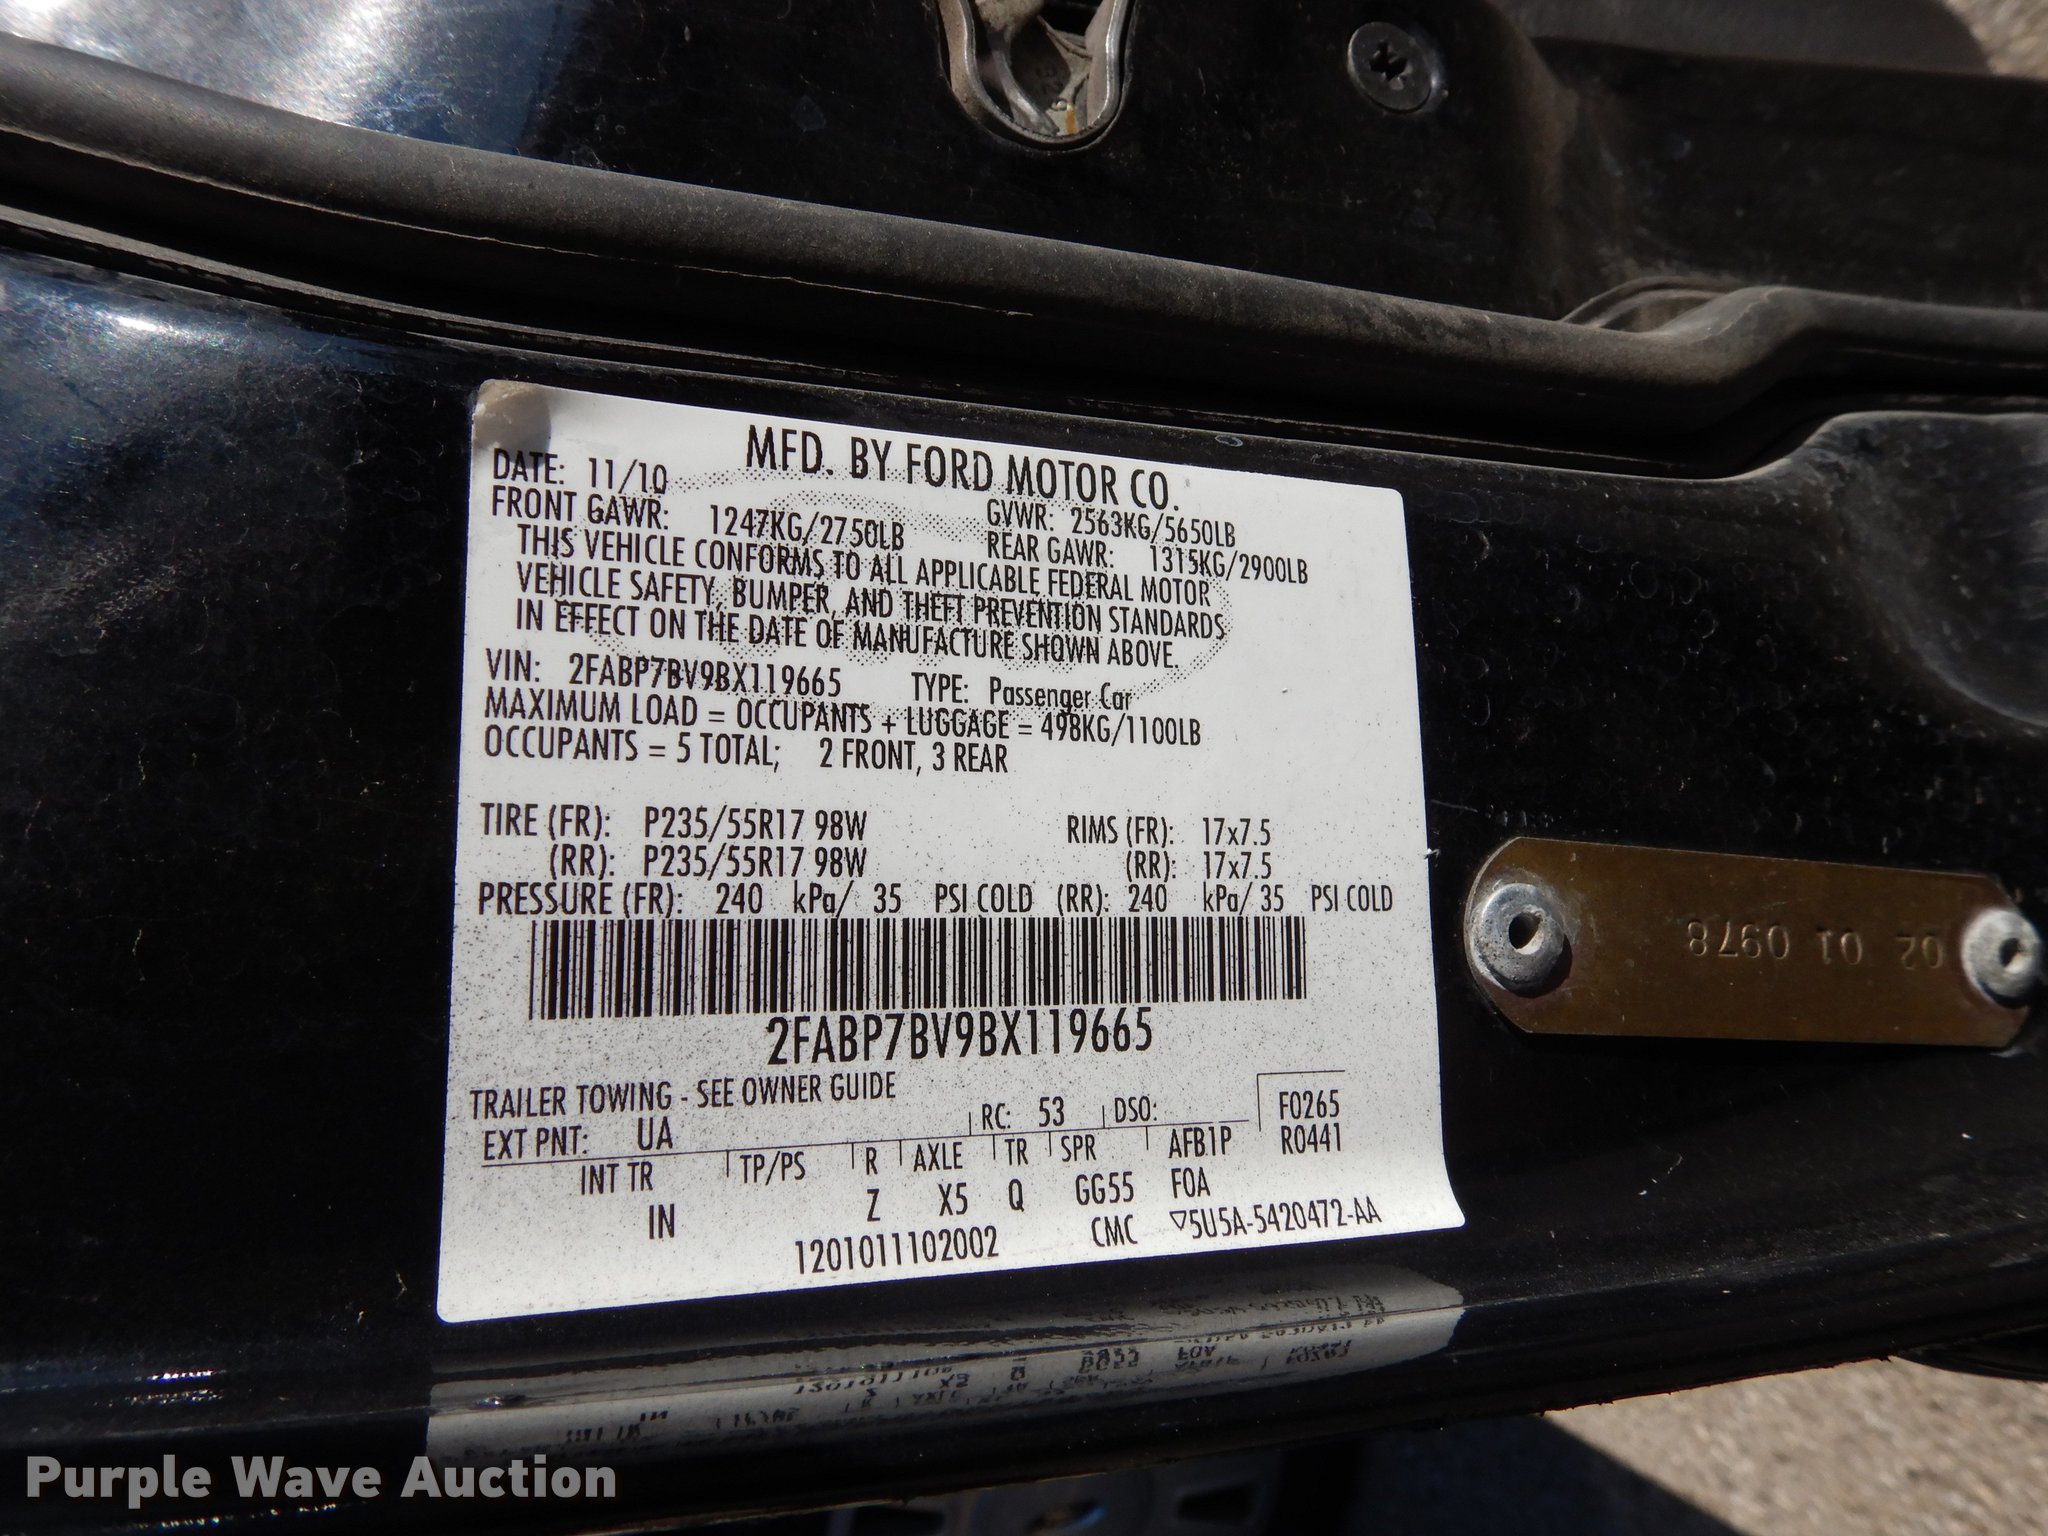 MFD. BY FORD MOTOR CO.
DATE: 11/10 GVWR: 2563KG/5650LB
FRONT GAWR: 1247KG/2750LB REAR GAWR: 1315KG/2900LB
THIS VEHICLE CONFORMS TO ALL APPLICABLE FEDERAL MOTOR
VEHICLE SAFETY, BUMPER, AND THEFT PREVENTION STANDARDS
IN EFFECT ON THE DATE OF MANUFACTURE SHOWN ABOVE.
VIN: 2FABP7BV9BX119665 TYPE: Passenger Car
MAXIMUM LOAD = OCCUPANTS + LUGGAGE = 498KG/1100LB
OCCUPANTS = 5 TOTAL; 2 FRONT, 3 REAR
TIRE (FR): P235/55R17 98W RIMS (FR): 17x7.5
(RR): P235/55R17 98W (RR): 17x7.5
PRESSURE (FR): 240 kPa/ 35 PSI COLD (RR): 240 kPa/ 35 PSI COLD
2FABP7BV9BX119665
TRAILER TOWING - SEE OWNER GUIDE
EXT PNT: UA RC: 53 DSO: F0265
INT TR TP/PS R AXLE TR SPR AFB1P R0441
IN Z X5 Q GG55 FOA
1201011102002 CMC ▽5U5A-5420472-AA
02 01 0978
Purple Wave Auction